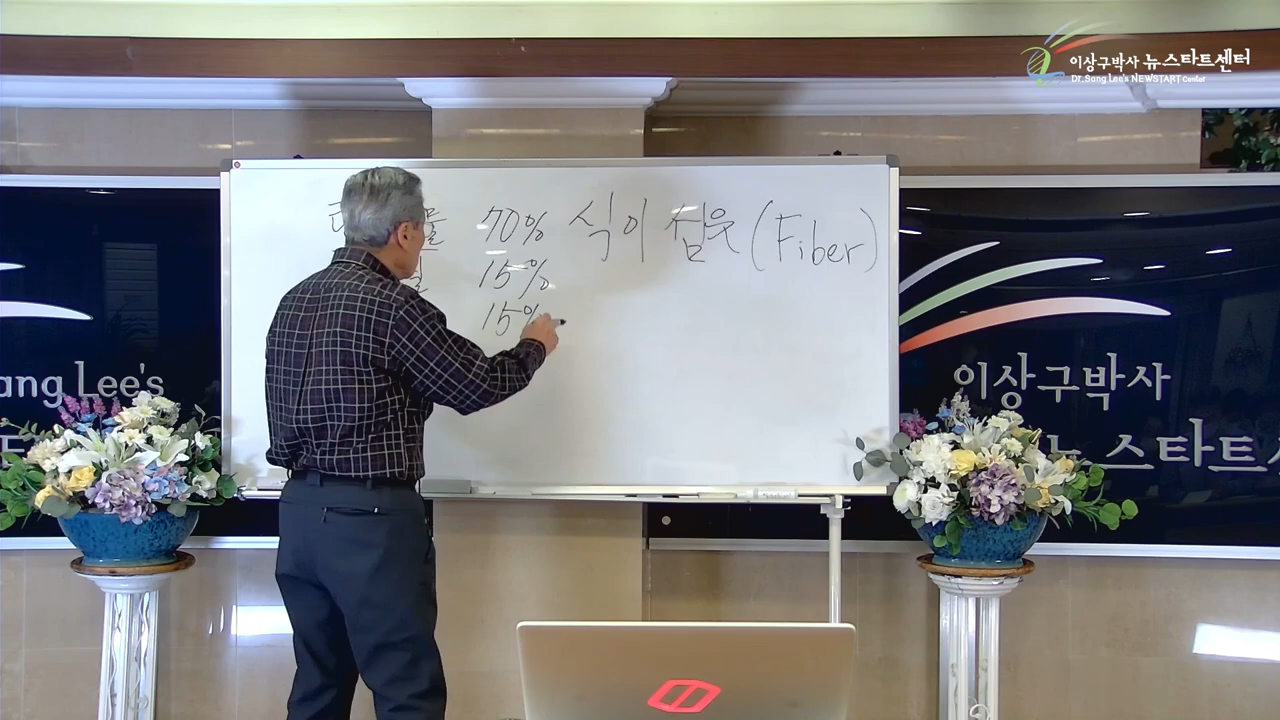 이상구박사 뉴스타트센터
Dr. Sang Lee's NEWSTART Center
70% 식이 섬유 (Fiber)
15%
15%
ang Lee's
이상구박사
뉴스타트